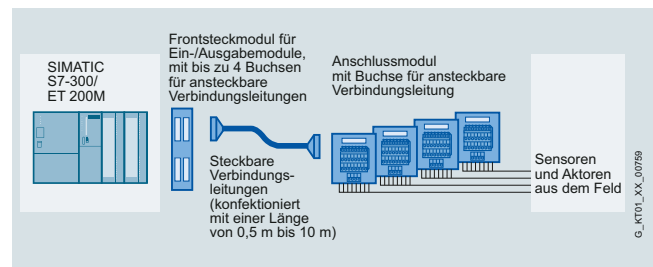 SIMATIC
S7-300/
ET 200M
Frontsteckmodul für
Ein-/Ausgabemodule,
mit bis zu 4 Buchsen
für ansteckbare
Verbindungsleitungen
Steckbare
Verbindungs-
leitungen
(konfektioniert
mit einer Länge
von 0,5 m bis 10 m)
Anschlussmodul
mit Buchse für ansteckbare
Verbindungsleitung
Sensoren
und Aktoren
aus dem Feld
G_KT01_XX_00759